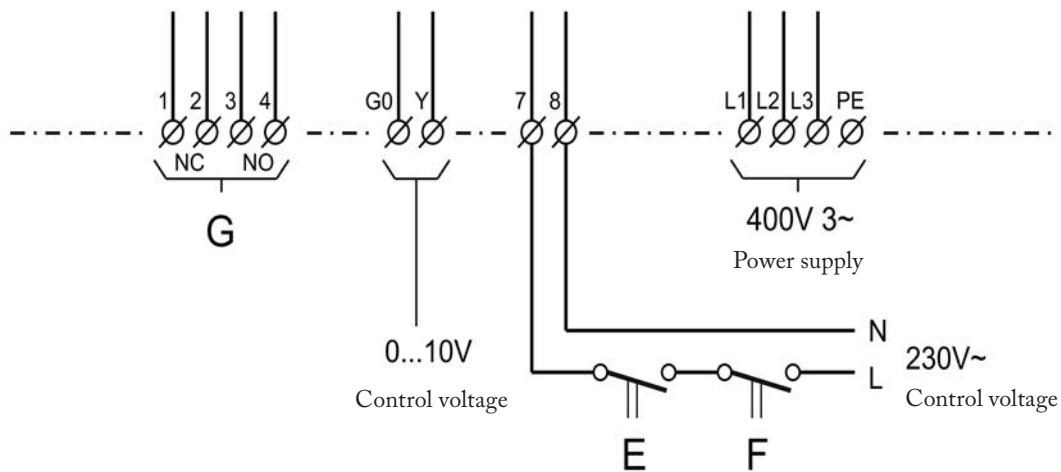 1 2 3 4 G0 Y 7 8 L1 L2 L3 PE
NC NO
G
400V 3~
Power supply
N
0...10V
230V~
L
Control voltage
Control voltage
E F